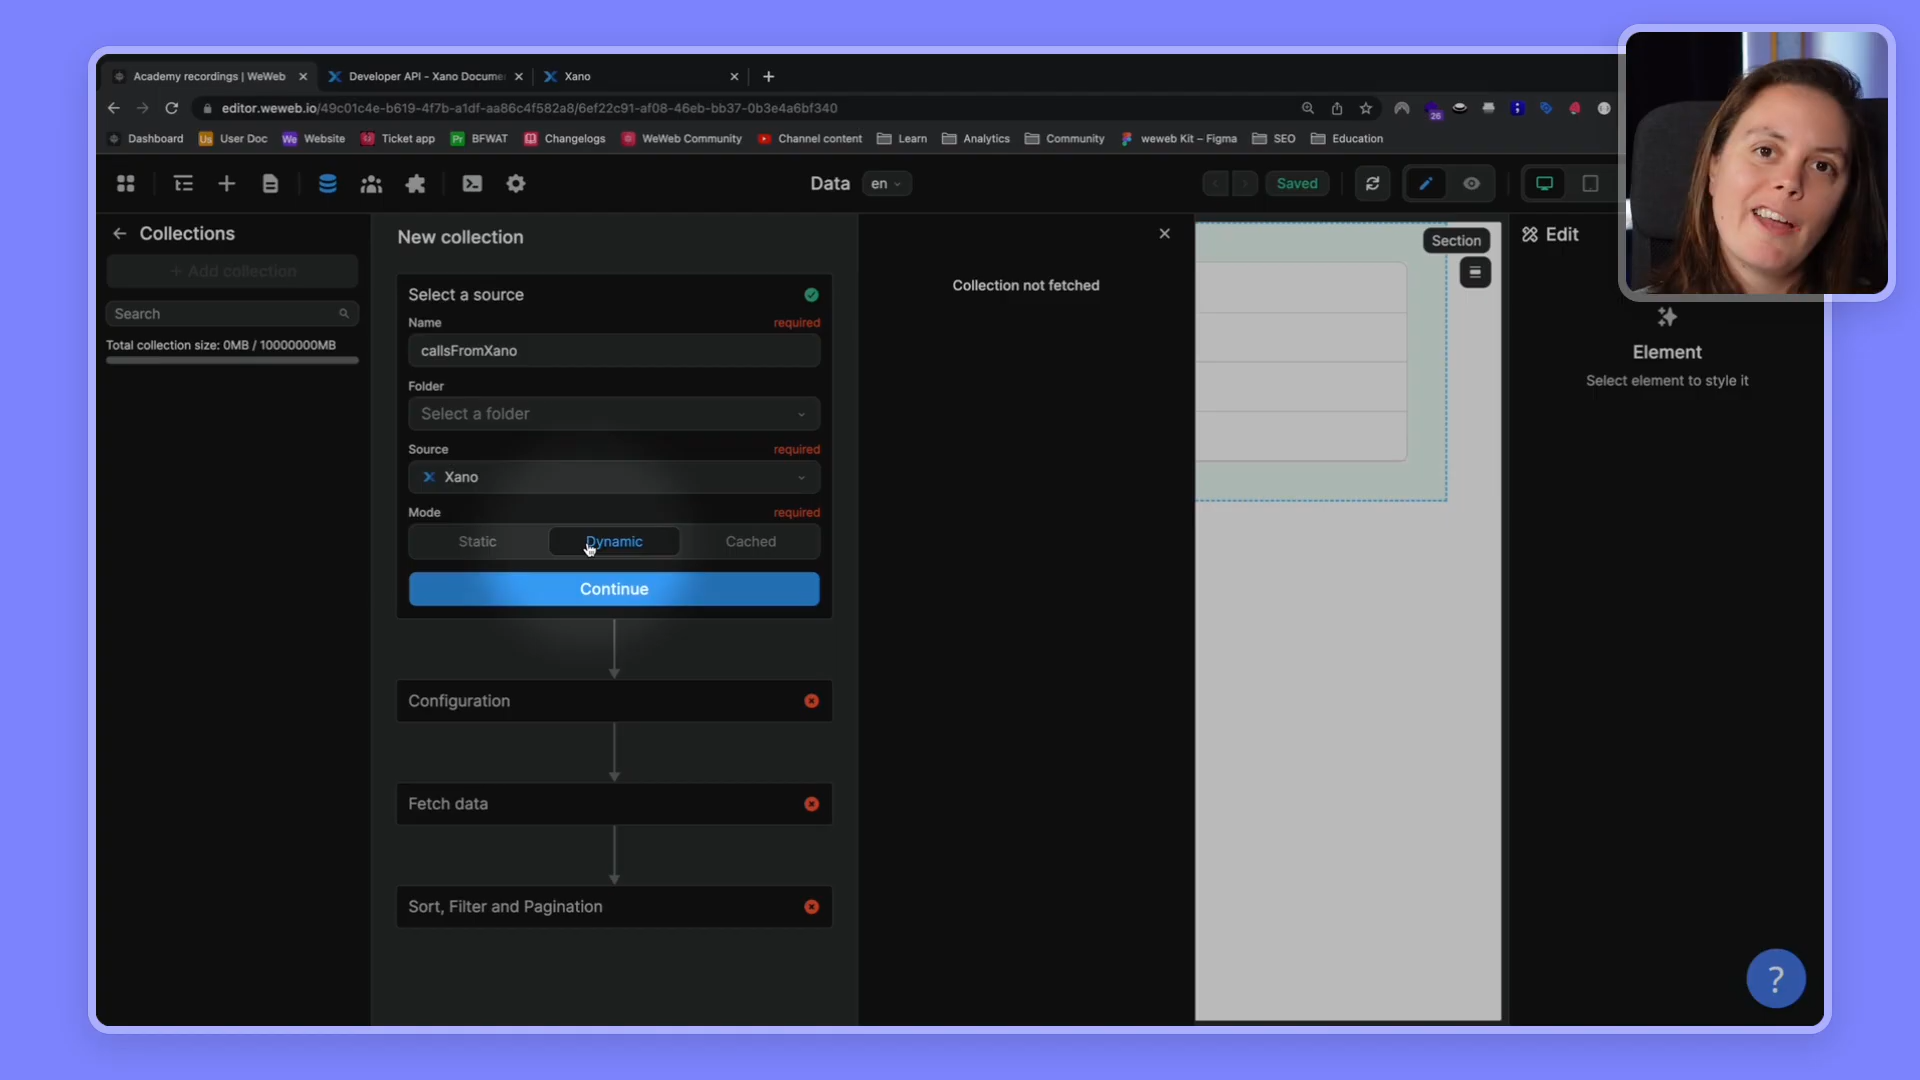 Academy recordings | WeWeb
Developer API - Xano Docume
Xano
editor.weweb.io/49c01c4e-b619-4f7b-a1df-aa86c4f582a8/6ef22c91-af08-46eb-bb37-0b3e4a6bf340
26
Dashboard
Us User Doc
We Website
Ticket app
Pr BFWAT
Changelogs
WeWeb Community
Channel content
Learn
Analytics
Community
weweb Kit – Figma
SEO
Education
Data
en
Saved
Collections
+ Add collection
Search
Total collection size: 0MB / 10000000MB
New collection
Select a source
Name required
callsFromXano
Folder
Select a folder
Source required
Xano
Mode required
Static Dynamic Cached
Continue
Configuration
Fetch data
Sort, Filter and Pagination
Collection not fetched
Section
Edit
Element
Select element to style it
?